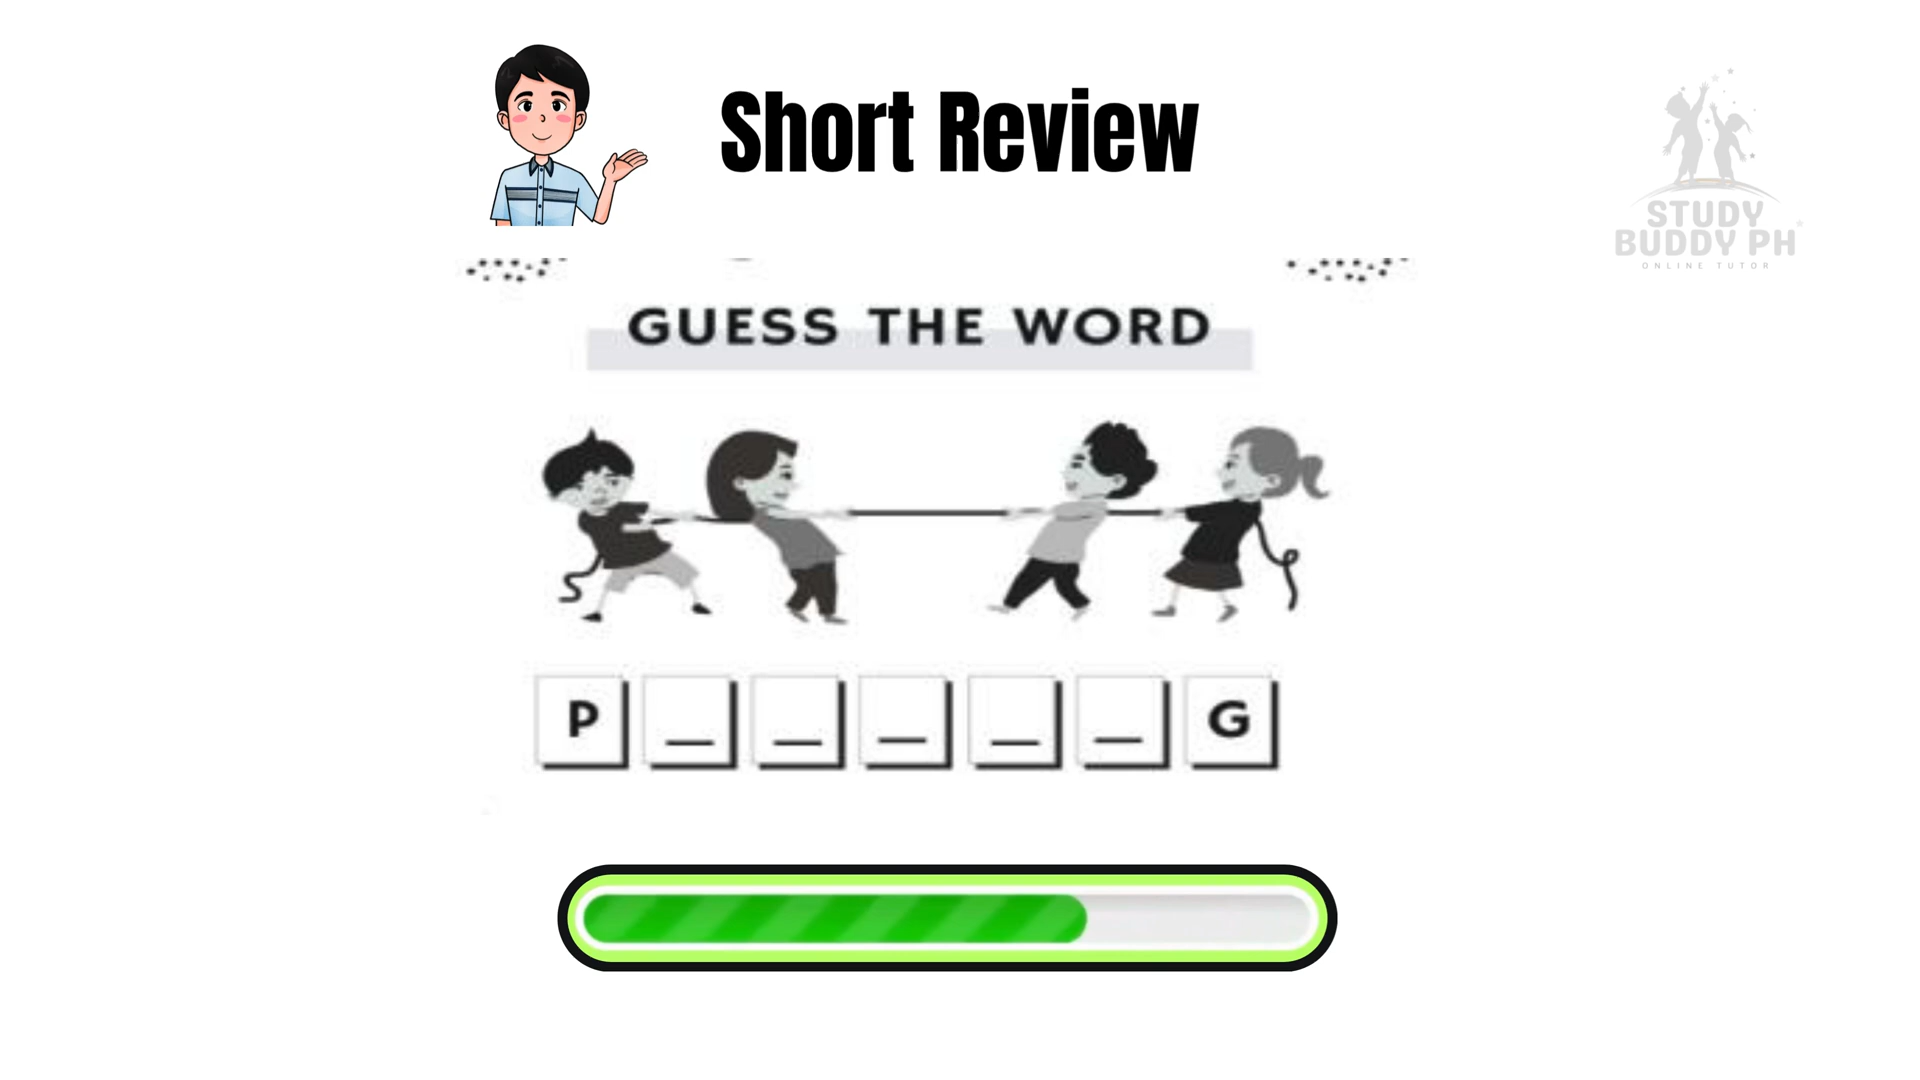 Short Review
STUDY
BUDDY PH
ONLINE TUTOR
GUESS THE WORD
P _ _ _ _ _ G